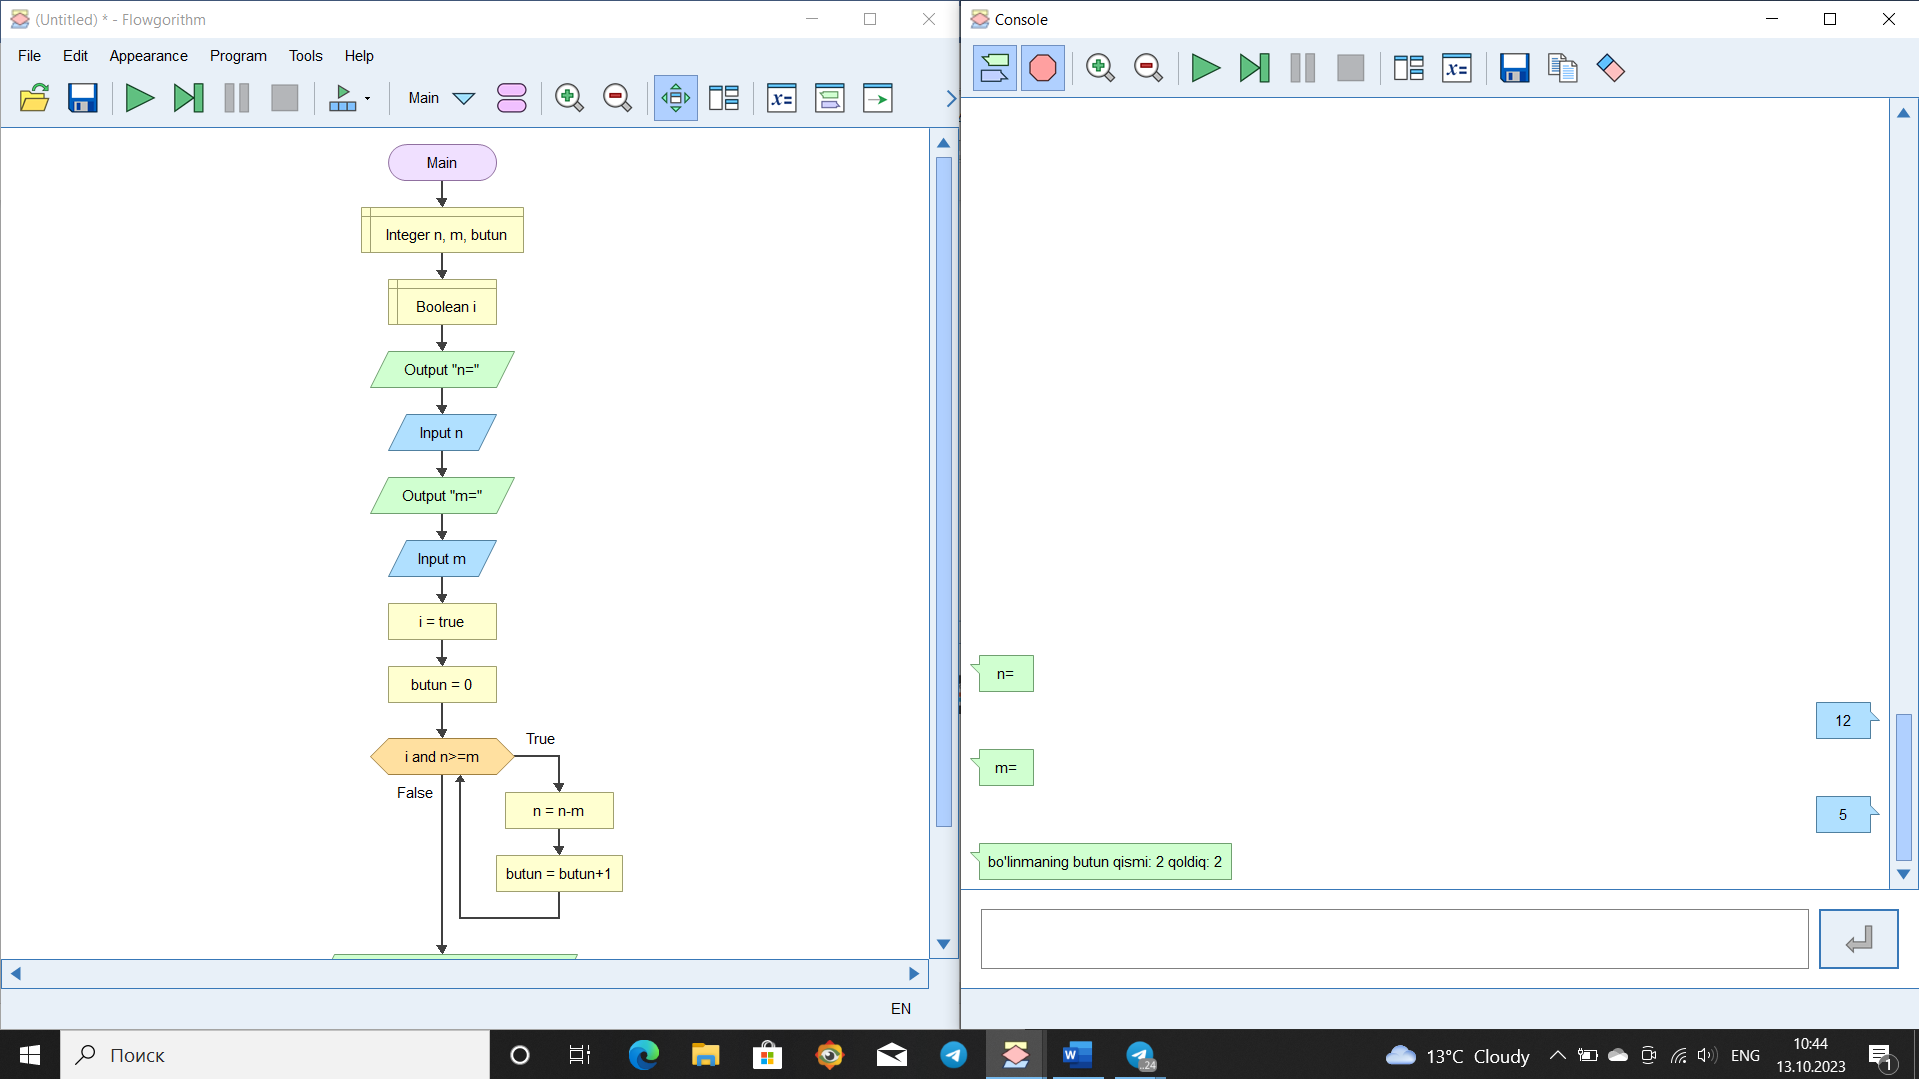 (Untitled) * - Flowgorithm
File Edit Appearance Program Tools Help
Main
Main
Integer n, m, butun
Boolean i
Output "n="
Input n
Output "m="
Input m
i = true
butun = 0
i and n>=m
True
False
n = n-m
butun = butun+1
EN
Console
x=
x=
n=
12
m=
5
bo'linmaning butun qismi: 2 qoldiq: 2
Поиск
W
.24
13°C Cloudy
ENG
10:44
13.10.2023
1